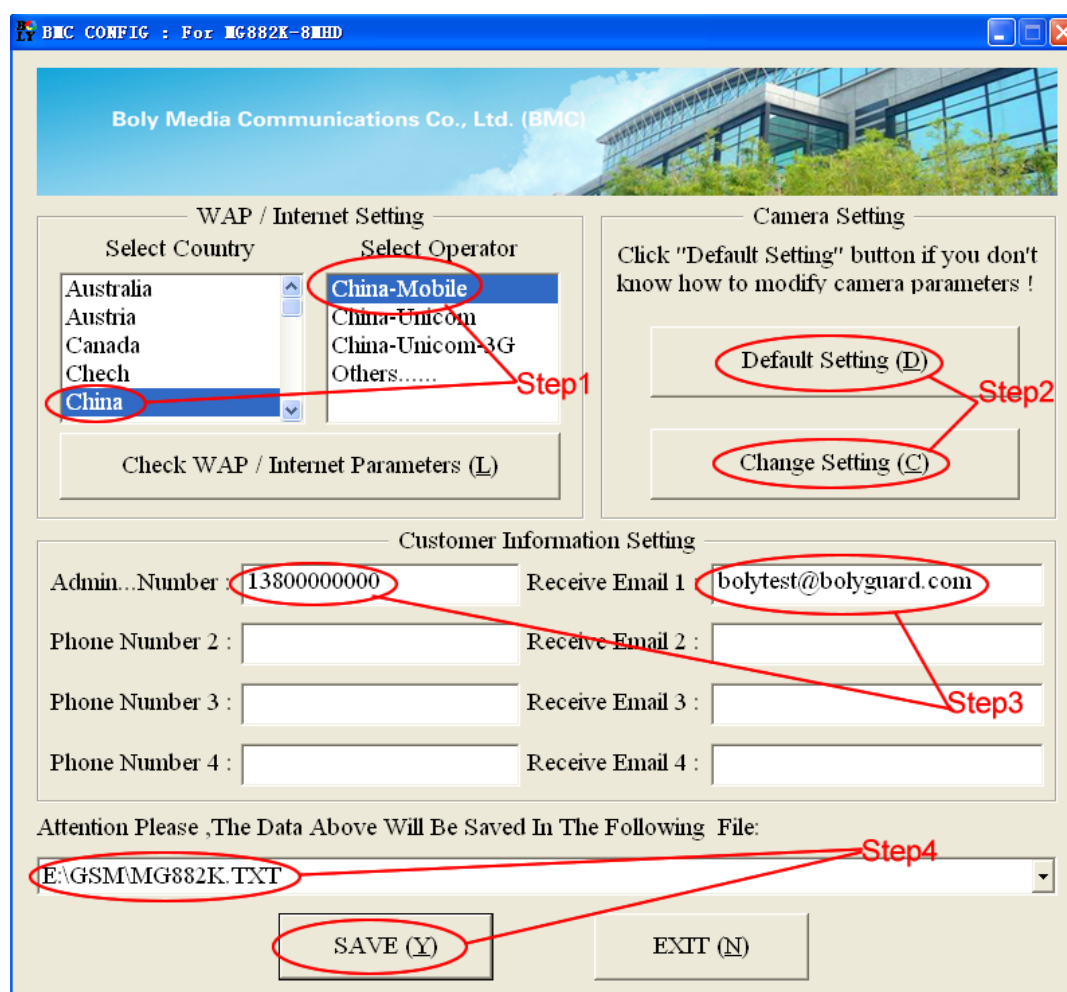 BOLY
BMC CONFIG : For MG882K-8MHD
Boly Media Communications Co., Ltd. (BMC)
WAP / Internet Setting
Select Country
Select Operator
Australia
Austria
Canada
Chech
China
China-Mobile
China-Unicom
China-Unicom-3G
Others......
Step1
Check WAP / Internet Parameters (L)
Camera Setting
Click "Default Setting" button if you don't
know how to modify camera parameters !
Default Setting (D)
Step2
Change Setting (C)
Customer Information Setting
Admin...Number : 13800000000
Receive Email 1 : bolytest@bolyguard.com
Phone Number 2 :
Receive Email 2 :
Phone Number 3 :
Receive Email 3 :
Step3
Phone Number 4 :
Receive Email 4 :
Attention Please ,The Data Above Will Be Saved In The Following File:
Step4
E:\GSM\MG882K.TXT
SAVE (Y)
EXIT (N)